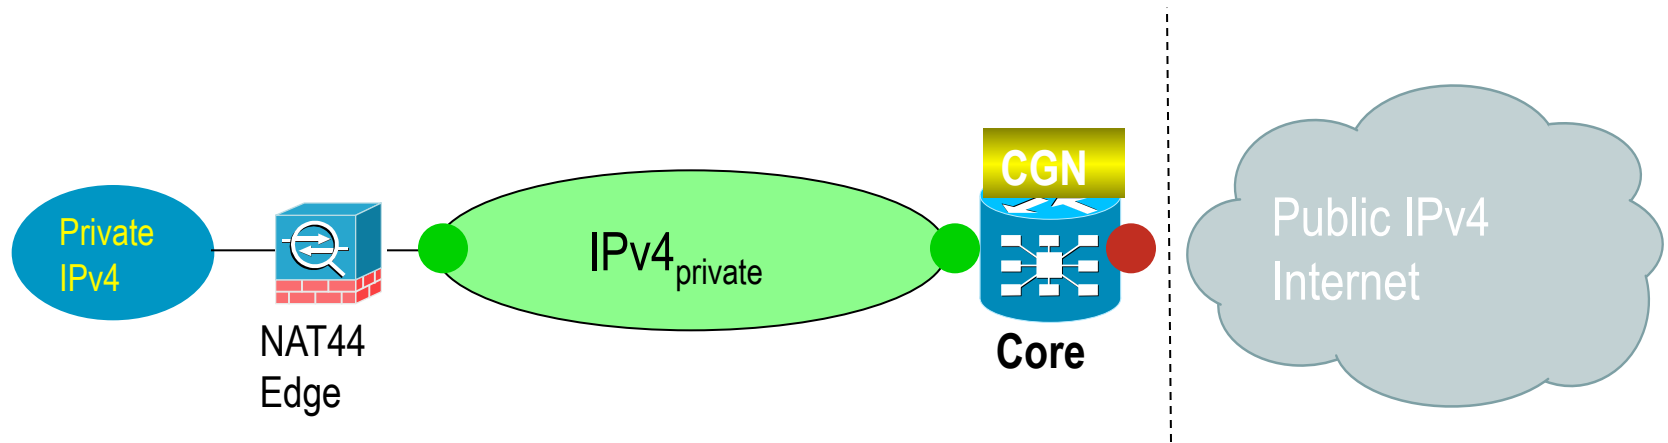 Private
IPv4
NAT44
Edge
IPv4private
CGN
Core
Public IPv4
Internet